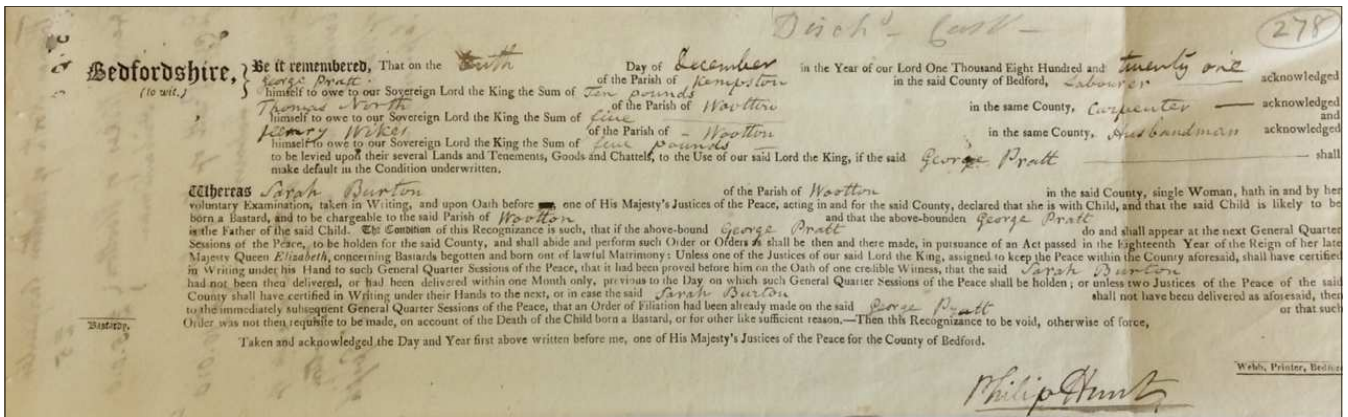 Disch'd
278
Bedfordshire, (to wit.)
Be it remembered, That on the tenth Day of December in the Year of our Lord One Thousand Eight Hundred and twenty one
George Pratt of the Parish of Kempston in the said County of Bedford, Labourer acknowledged
himself to owe to our Sovereign Lord the King the Sum of Ten pounds
Thomas North of the Parish of Wootton in the same County, Carpenter — acknowledged
himself to owe to our Sovereign Lord the King the Sum of five and
Henry Wikes of the Parish of – Wootton in the same County, Husbandman acknowledged
himself to owe to our Sovereign Lord the King the Sum of five pounds
to be levied upon their several Lands and Tenements, Goods and Chattels, to the Use of our said Lord the King, if the said George Pratt shall
make default in the Condition underwritten.
Whereas Sarah Burton of the Parish of Wootton in the said County, single Woman, hath in and by her
voluntary Examination, taken in Writing, and upon Oath before one of His Majesty's Justices of the Peace, acting in and for the said County, declared that she is with Child, and that the said Child is likely to be
born a Bastard, and to be chargeable to the said Parish of Wootton and that the above-bounden George Pratt
is the Father of the said Child. The Condition of this Recognizance is such, that if the above-bound George Pratt do and shall appear at the next General Quarter
Sessions of the Peace, to be holden for the said County, and shall abide and perform such Order or Orders as shall be then and there made, in pursuance of an Act passed in the Eighteenth Year of the Reign of her late
Majesty Queen Elizabeth, concerning Bastards begotten and born out of lawful Matrimony: Unless one of the Justices of our said Lord the King, assigned to keep the Peace within the County aforesaid, shall have certified
in Writing under his Hand to such General Quarter Sessions of the Peace, that it had been proved before him on the Oath of one credible Witness, that the said Sarah Burton
had not been then delivered, or had been delivered within one Month only, previous to the Day on which such General Quarter Sessions of the Peace shall be holden; or unless two Justices of the Peace of the said
County shall have certified in Writing under their Hands to the next, or in case the said Sarah Burton shall not have been delivered as aforesaid, then
to the immediately subsequent General Quarter Sessions of the Peace, that an Order of Filiation had been already made on the said George Pratt or that such
Order was not then requisite to be made, on account of the Death of the Child born a Bastard, or for other like sufficient reason.—Then this Recognizance to be void, otherwise of force,
Bastardy.
Taken and acknowledged the Day and Year first above written before me, one of His Majesty's Justices of the Peace for the County of Bedford.
Webb, Printer, Bedford
Philip Hunt